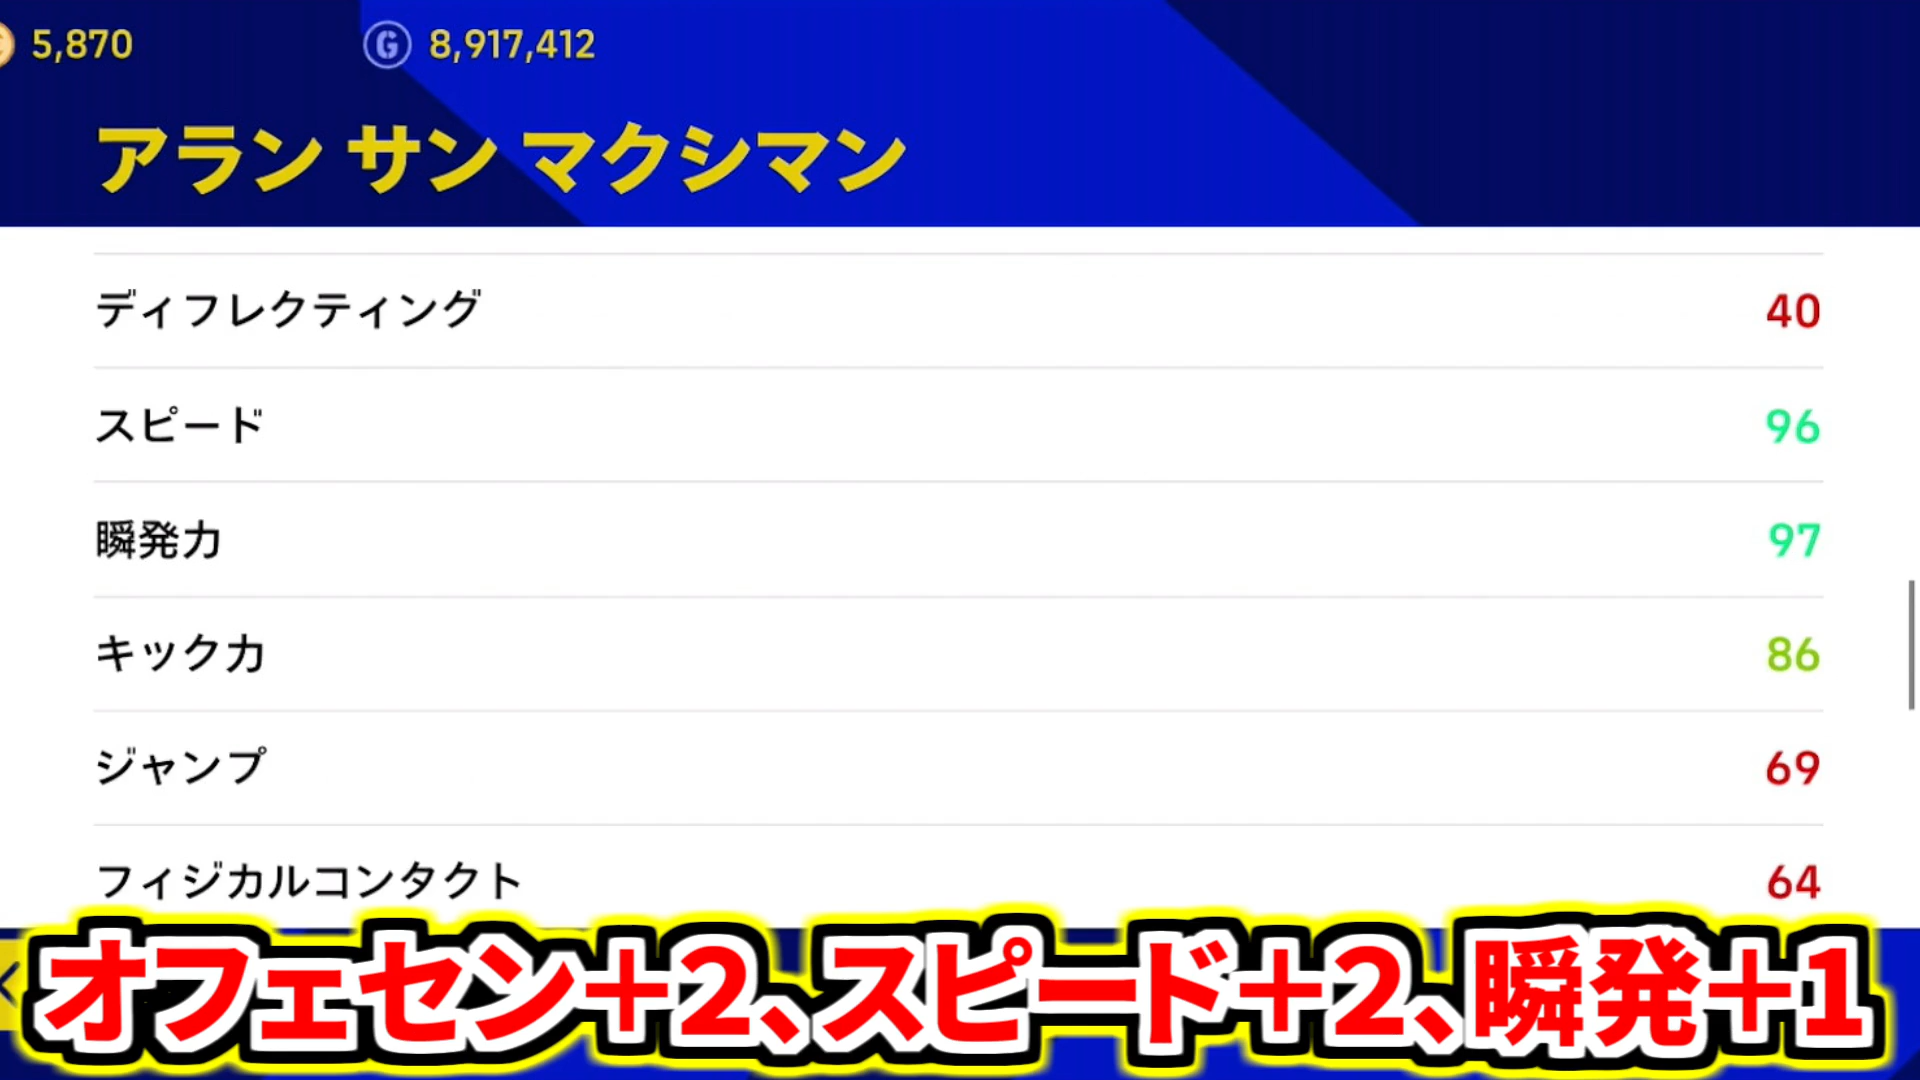 5,870
G 8,917,412
アラン サン マクシマン
ディフレクティング 40
スピード 96
瞬発力 97
キック力 86
ジャンプ 69
フィジカルコンタクト 64
オフェセン+2、スピード+2、瞬発+1